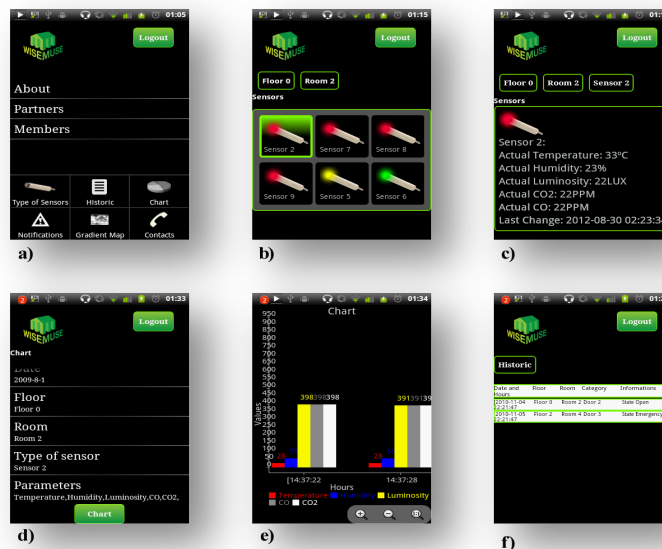 01:05
WISEMUSE
Logout
About
Partners
Members
Type of Sensors Historic Chart
Notifications Gradient Map Contacts
a)
01:15
WISEMUSE
Logout
Floor 0 Room 2
Sensors
Sensor 2 Sensor 7 Sensor 8
Sensor 9 Sensor 5 Sensor 6
b)
WISEMUSE
Logout
Floor 0 Room 2 Sensor 2
Sensors
Sensor 2:
Actual Temperature: 33ºC
Actual Humidity: 23%
Actual Luminosity: 22LUX
Actual CO2: 22PPM
Actual CO: 22PPM
Last Change: 2012-08-30 02:23:34
c)
2 01:33
WISEMUSE
Logout
Chart
Date
2009-8-1
Floor
Floor 0
Room
Room 2
Type of sensor
Sensor 2
Parameters
Temperature,Humidity,Luminosity,CO,CO2,
Chart
d)
2 01:34
Chart
950
900
850
800
750
700
650
600
550
500
450
400
350
300
250
200
150
100
50
0
Values
28 398 398 398
28 391 391
[14:37:22 14:37:28
Hours
Temperature Humidity Luminosity
CO CO2
e)
2
WISEMUSE
Logout
Historic
Date and Hours Floor Room Category Informations
2010-11-04 22:21:47 Floor 0 Room 2 Door 2 State Open
2010-11-05 22:21:47 Floor 2 Room 4 Door 3 State Emergency
f)